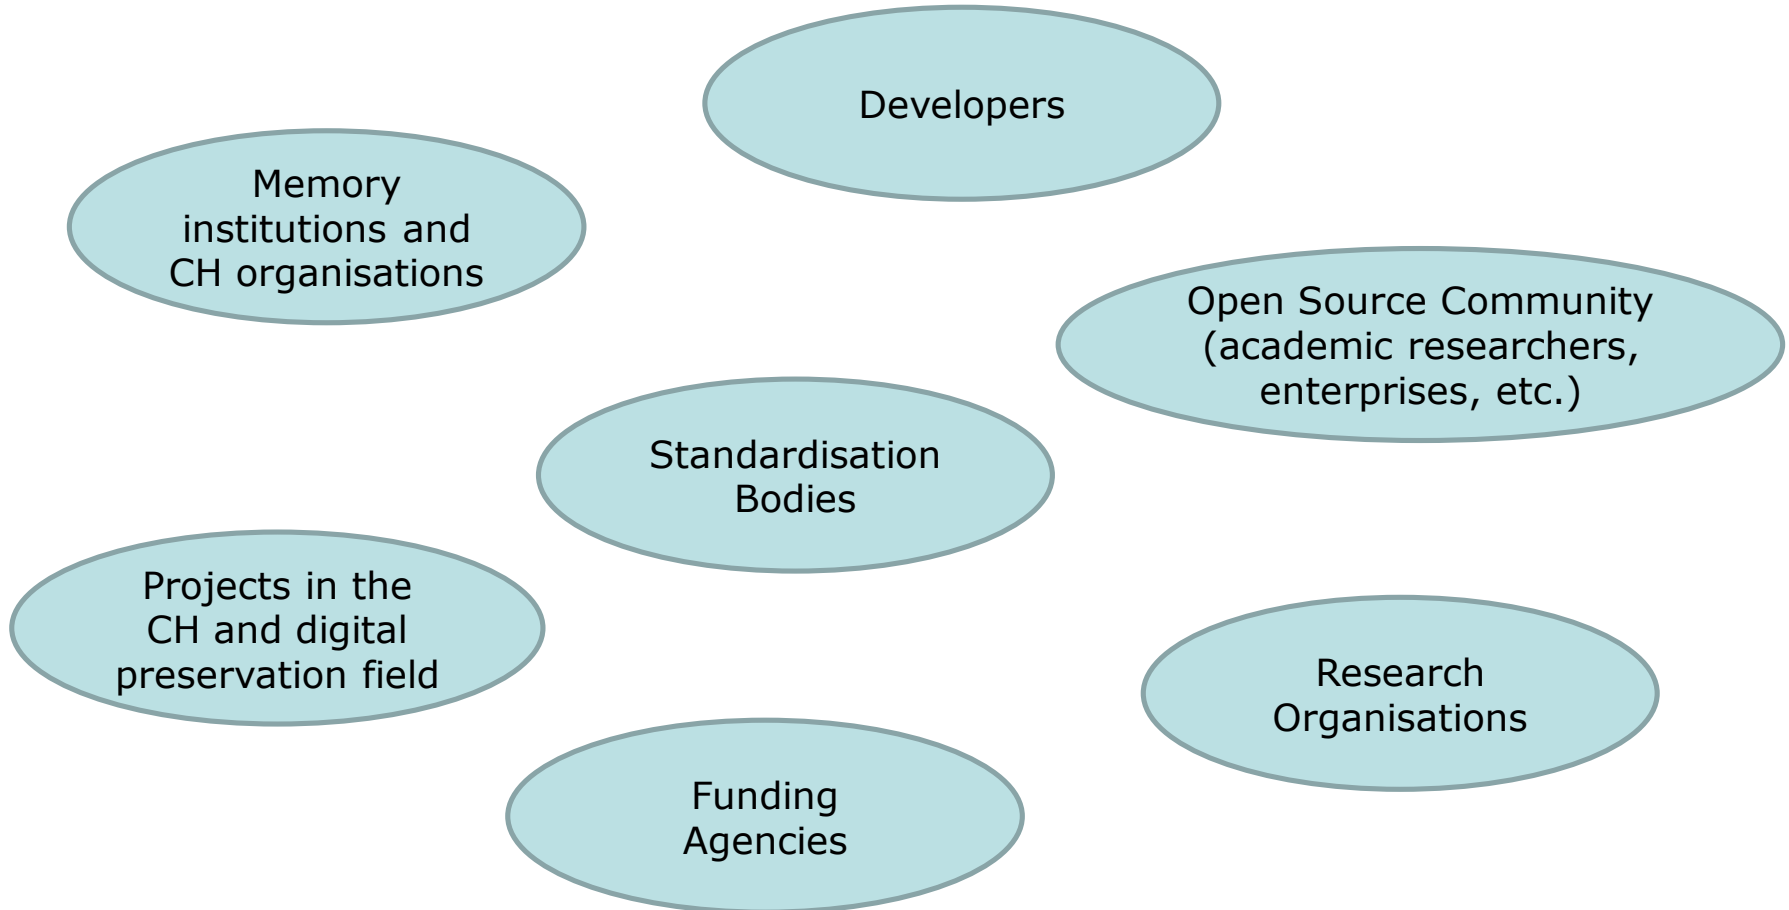 Developers
Memory
institutions and
CH organisations
Open Source Community
(academic researchers,
enterprises, etc.)
Standardisation
Bodies
Projects in the
CH and digital
preservation field
Research
Organisations
Funding
Agencies